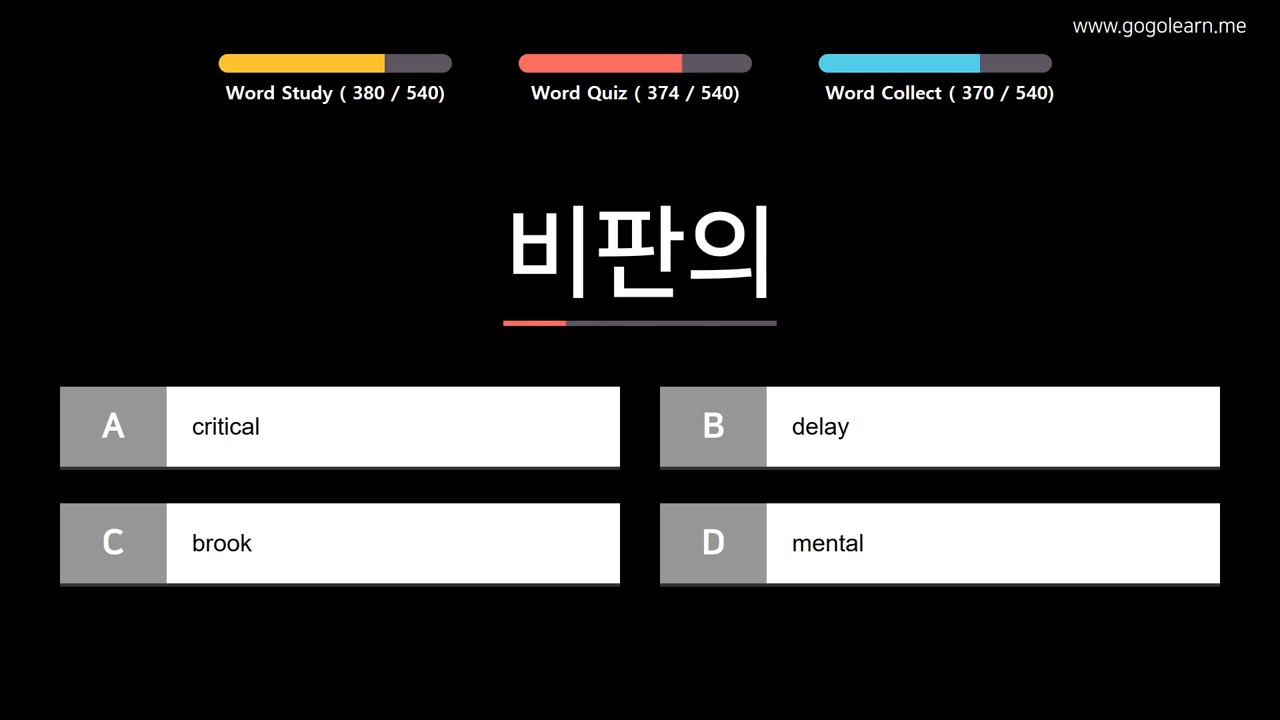 www.gogolearn.me
Word Study ( 380 / 540)
Word Quiz ( 374 / 540)
Word Collect ( 370 / 540)
비판의
A critical
B delay
C brook
D mental